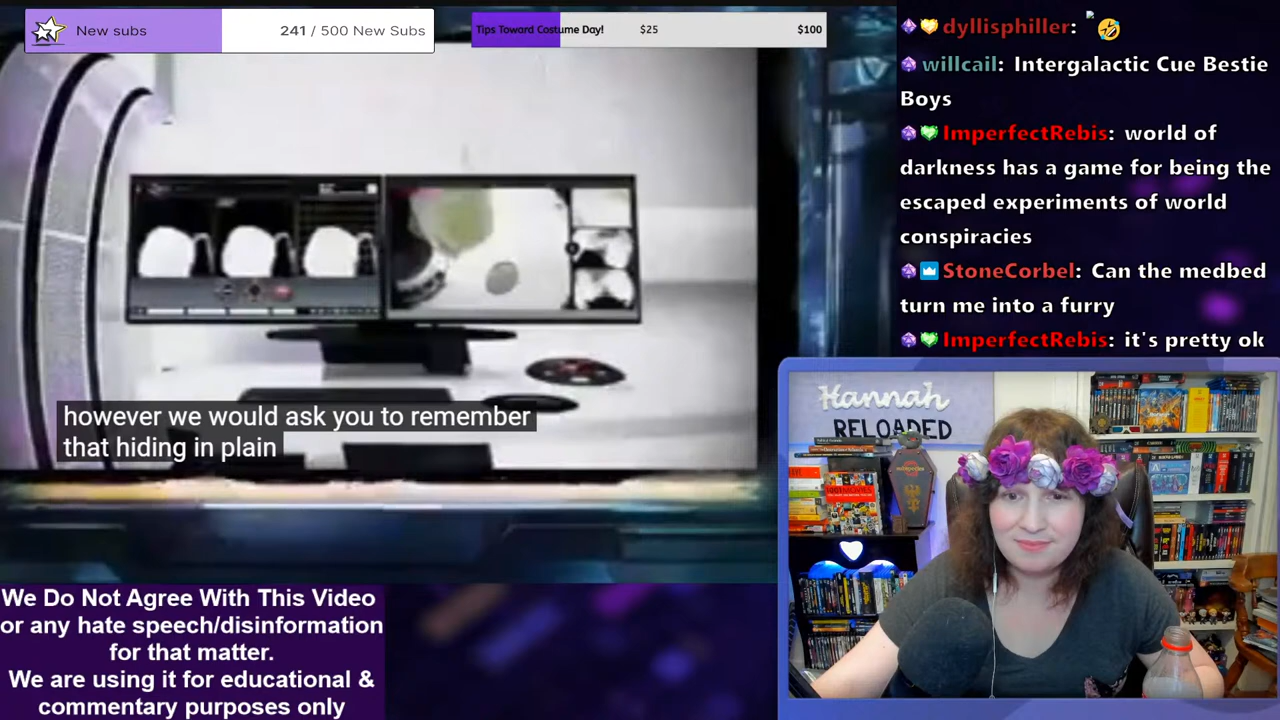 New subs
241 / 500 New Subs
Tips Toward Costume Day!
$25
$100
dyllisphiller: 🤣
willcail: Intergalactic Cue Bestie
Boys
ImperfectRebis: world of
darkness has a game for being the
escaped experiments of world
conspiracies
StoneCorbel: Can the medbed
turn me into a furry
ImperfectRebis: it's pretty ok
however we would ask you to remember
that hiding in plain
Hannah
RELOADED
We Do Not Agree With This Video
or any hate speech/disinformation
for that matter.
We are using it for educational &
commentary purposes only